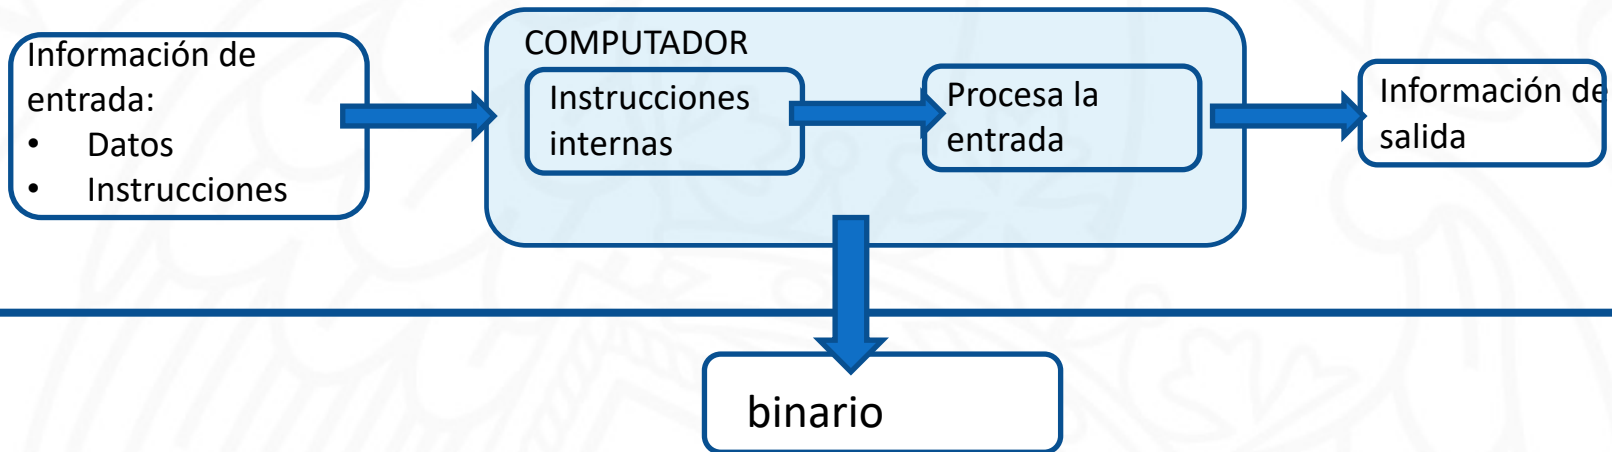 Información de
entrada:
• Datos
• Instrucciones
COMPUTADOR
Instrucciones
internas
Procesa la
entrada
Información de
salida
binario